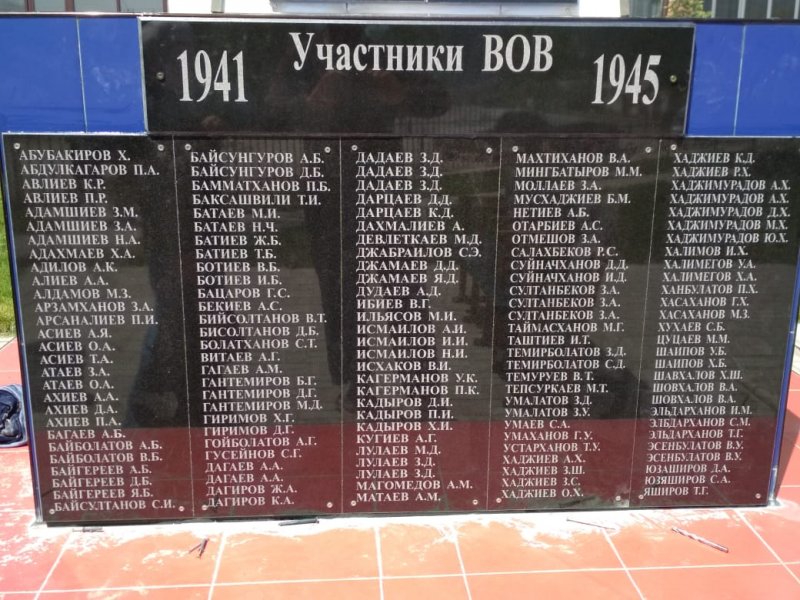 1941
Участники ВОВ
1945
АБУБАКИРОВ Х.
АБДУЛКАГАРОВ П.А.
АВЛИЕВ К.Р.
АВЛИЕВ П.Р.
АДАМШИЕВ З.М.
АДАМШИЕВ З.А.
АДАМШИЕВ Н.А.
АДАХМАЕВ Х.А.
АДИЛОВ А.К.
АЛИЕВ А.А.
АЛДАМОВ М.З.
АРЗАМХАНОВ З.А.
АРСАНАЛИЕВ П.И.
АСИЕВ А.Я.
АСИЕВ О.А.
АСИЕВ Т.А.
АТАЕВ З.А.
АТАЕВ О.А.
АХИЕВ А.А.
АХИЕВ Д.А.
АХИЕВ П.А.
БАГАЕВ А.Б.
БАЙБОЛАТОВ А.Б.
БАЙБОЛАТОВ В.Б.
БАЙГЕРЕЕВ А.Б.
БАЙГЕРЕЕВ Д.Б.
БАЙГЕРЕЕВ Я.Б.
БАЙСУЛТАНОВ С.И.
БАЙСУНГУРОВ А.Б.
БАЙСУНГУРОВ Д.Б.
БАММАТХАНОВ П.Б.
БАКСАШВИЛИ Т.И.
БАТАЕВ М.И.
БАТАЕВ Н.Ч.
БАТИЕВ Ж.Б.
БАТИЕВ Т.Б.
БОТИЕВ В.Б.
БОТИЕВ И.Б.
БАЦАРОВ Г.С.
БЕКИЕВ А.С.
БИЙСОЛТАНОВ В.Т.
БИСОЛТАНОВ Д.Б.
БОЛАТХАНОВ С.Т.
ВИТАЕВ А.Г.
ГАГАЕВ А.М.
ГАНТЕМИРОВ Б.Г.
ГАНТЕМИРОВ Д.Г.
ГАНТЕМИРОВ М.Д.
ГИРИМОВ Х.Г.
ГИРИМОВ Д.Г.
ГОЙБОЛАТОВ А.Г.
ГУСЕЙНОВ С.Г.
ДАГАЕВ А.А.
ДАГАЕВ А.А.
ДАГИРОВ Ж.А.
ДАГИРОВ К.А.
ДАДАЕВ З.Д.
ДАДАЕВ З.Д.
ДАДАЕВ З.Д.
ДАРЦАЕВ Д.Д.
ДАРЦАЕВ К.Д.
ДАХМАЛИЕВ А.
ДЕВЛЕТКАЕВ М.Д.
ДЖАБРАИЛОВ С.Э.
ДЖАМАЕВ Д.Д.
ДЖАМАЕВ Я.Д.
ДУДАЕВ А.Д.
ИБИЕВ В.Г.
ИЛЬЯСОВ М.И.
ИСМАИЛОВ А.И.
ИСМАИЛОВ И.И.
ИСМАИЛОВ Н.И.
ИСХАКОВ В.И.
КАГЕРМАНОВ У.К.
КАГЕРМАНОВ П.К.
КАДЫРОВ Д.И.
КАДЫРОВ П.И.
КАДЫРОВ Х.И.
КУГИЕВ А.Г.
ЛУЛАЕВ М.Д.
ЛУЛАЕВ З.Д.
ЛУЛАЕВ З.Д.
МАГОМЕДОВ А.М.
МАТАЕВ А.М.
МАХТИХАНОВ В.А.
МИНГБАТЫРОВ М.М.
МОЛЛАЕВ З.А.
МУСХАДЖИЕВ Б.М.
НЕТИЕВ А.Б.
ОТАРБИЕВ А.С.
ОТМЕШОВ З.А.
САЛАХБЕКОВ Р.С.
СУЙНАЧХАНОВ Д.Д.
СУЙНАЧХАНОВ И.Д.
СУЛТАНБЕКОВ З.А.
СУЛТАНБЕКОВ З.А.
СУЛТАНБЕКОВ З.А.
ТАЙМАСХАНОВ М.Г.
ТАШТИЕВ И.Т.
ТЕМИРБОЛАТОВ З.Д.
ТЕМИРБОЛАТОВ С.Д.
ТЕМУРУЕВ В.Т.
ТЕПСУРКАЕВ М.Т.
УМАЛАТОВ З.Д.
УМАЛАТОВ З.У.
УМАЕВ С.А.
УМАХАНОВ Г.У.
УСТАРХАНОВ Т.У.
ХАДЖИЕВ А.Х.
ХАДЖИЕВ З.Ш.
ХАДЖИЕВ З.С.
ХАДЖИЕВ О.Х.
ХАДЖИЕВ К.Д.
ХАДЖИЕВ Р.Х.
ХАДЖИМУРАДОВ А.Х.
ХАДЖИМУРАДОВ А.Х.
ХАДЖИМУРАДОВ Д.Х.
ХАДЖИМУРАДОВ М.Х.
ХАДЖИМУРАДОВ Ю.Х.
ХАЛИМОВ И.Х.
ХАЛИМЕГОВ У.А.
ХАЛИМЕГОВ Х.А.
ХАНБУЛАТОВ П.Х.
ХАСАХАНОВ Г.Х.
ХАСАХАНОВ М.З.
ХУХАЕВ С.Б.
ЦУЦАЕВ М.М.
ШАИПОВ У.Б.
ШАИПОВ Х.Б.
ШАВХАЛОВ Х.Ш.
ШОВХАЛОВ В.А.
ШОВХАЛОВ В.А.
ЭЛЬДАРХАНОВ И.М.
ЭЛБДАРХАНОВ С.М.
ЭЛЬДАРХАНОВ Т.Г.
ЭСЕНБУЛАТОВ В.У.
ЭСЕНБУЛАТОВ В.У.
ЮЗАШИРОВ Д.А.
ЮЗЯШИРОВ С.А.
ЯШИРОВ Т.Г.